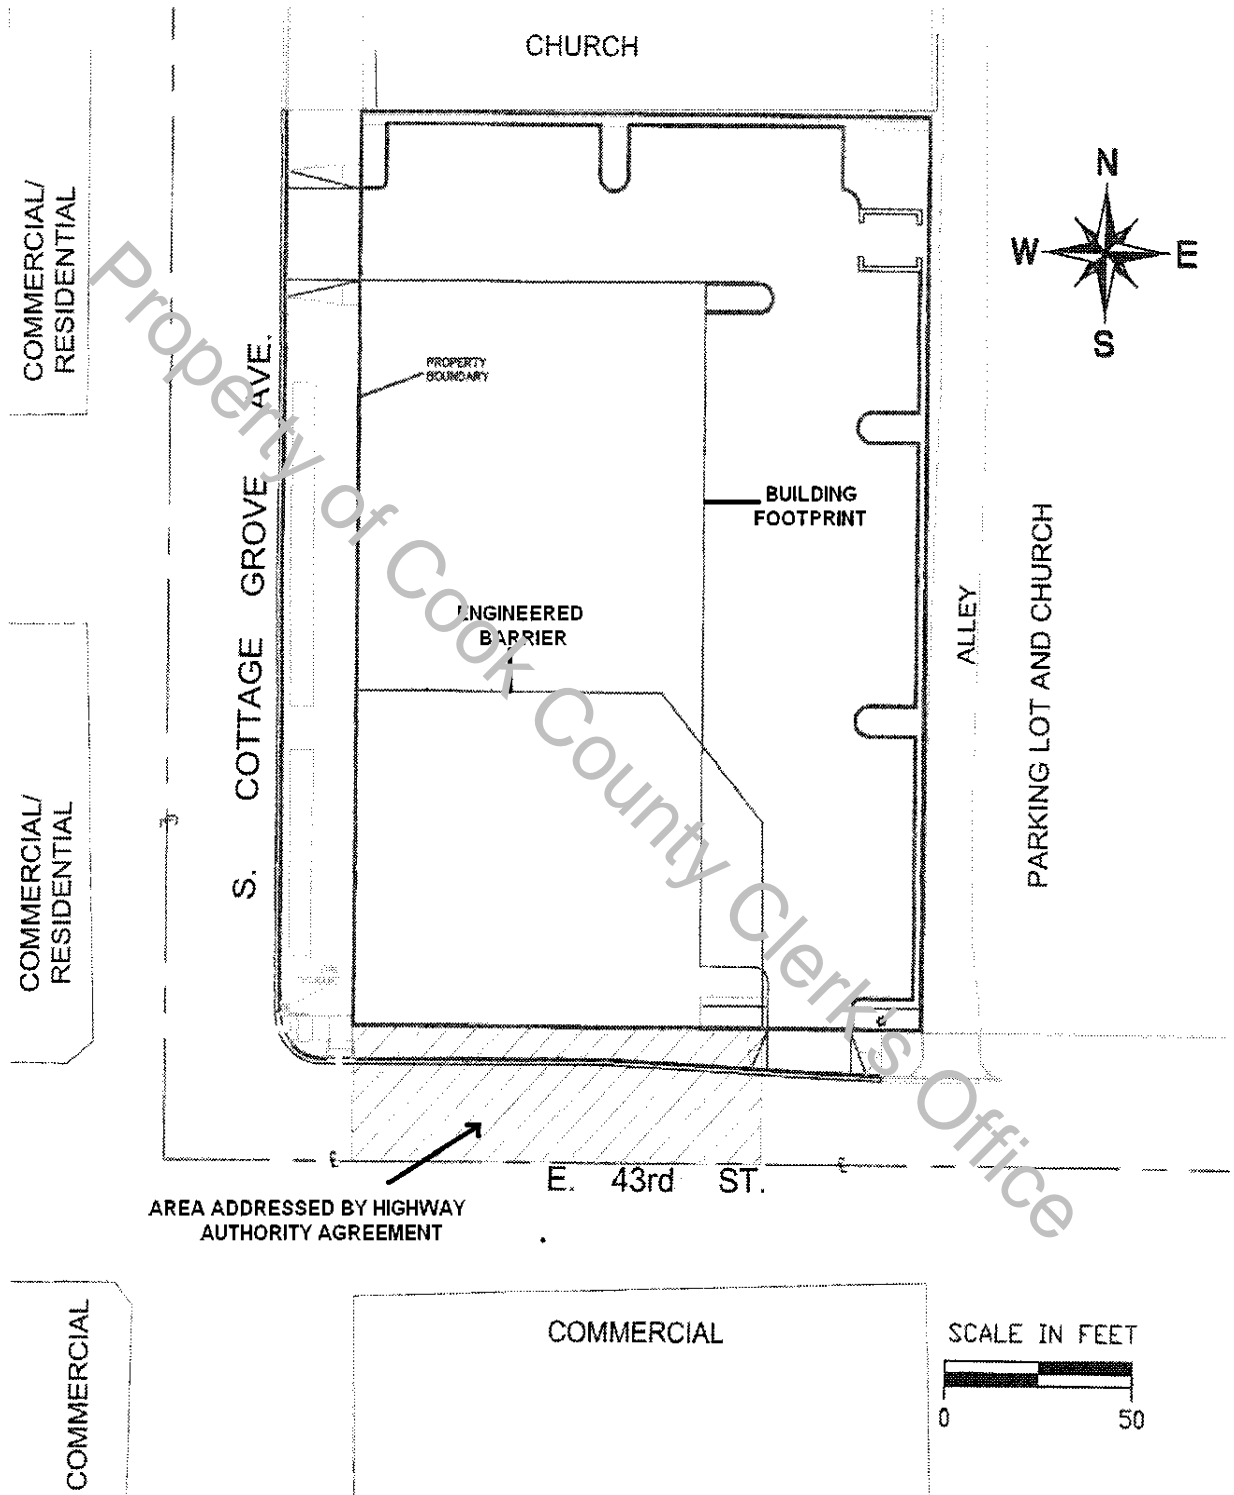 CHURCH
COMMERCIAL/
RESIDENTIAL
N
W
E
S
S. COTTAGE GROVE AVE.
PROPERTY
BOUNDARY
BUILDING
FOOTPRINT
ENGINEERED
BARRIER
ALLEY
PARKING LOT AND CHURCH
COMMERCIAL/
RESIDENTIAL
E. 43rd ST.
AREA ADDRESSED BY HIGHWAY
AUTHORITY AGREEMENT
COMMERCIAL
COMMERCIAL
SCALE IN FEET
0 50
Property of Cook County Clerk's Office